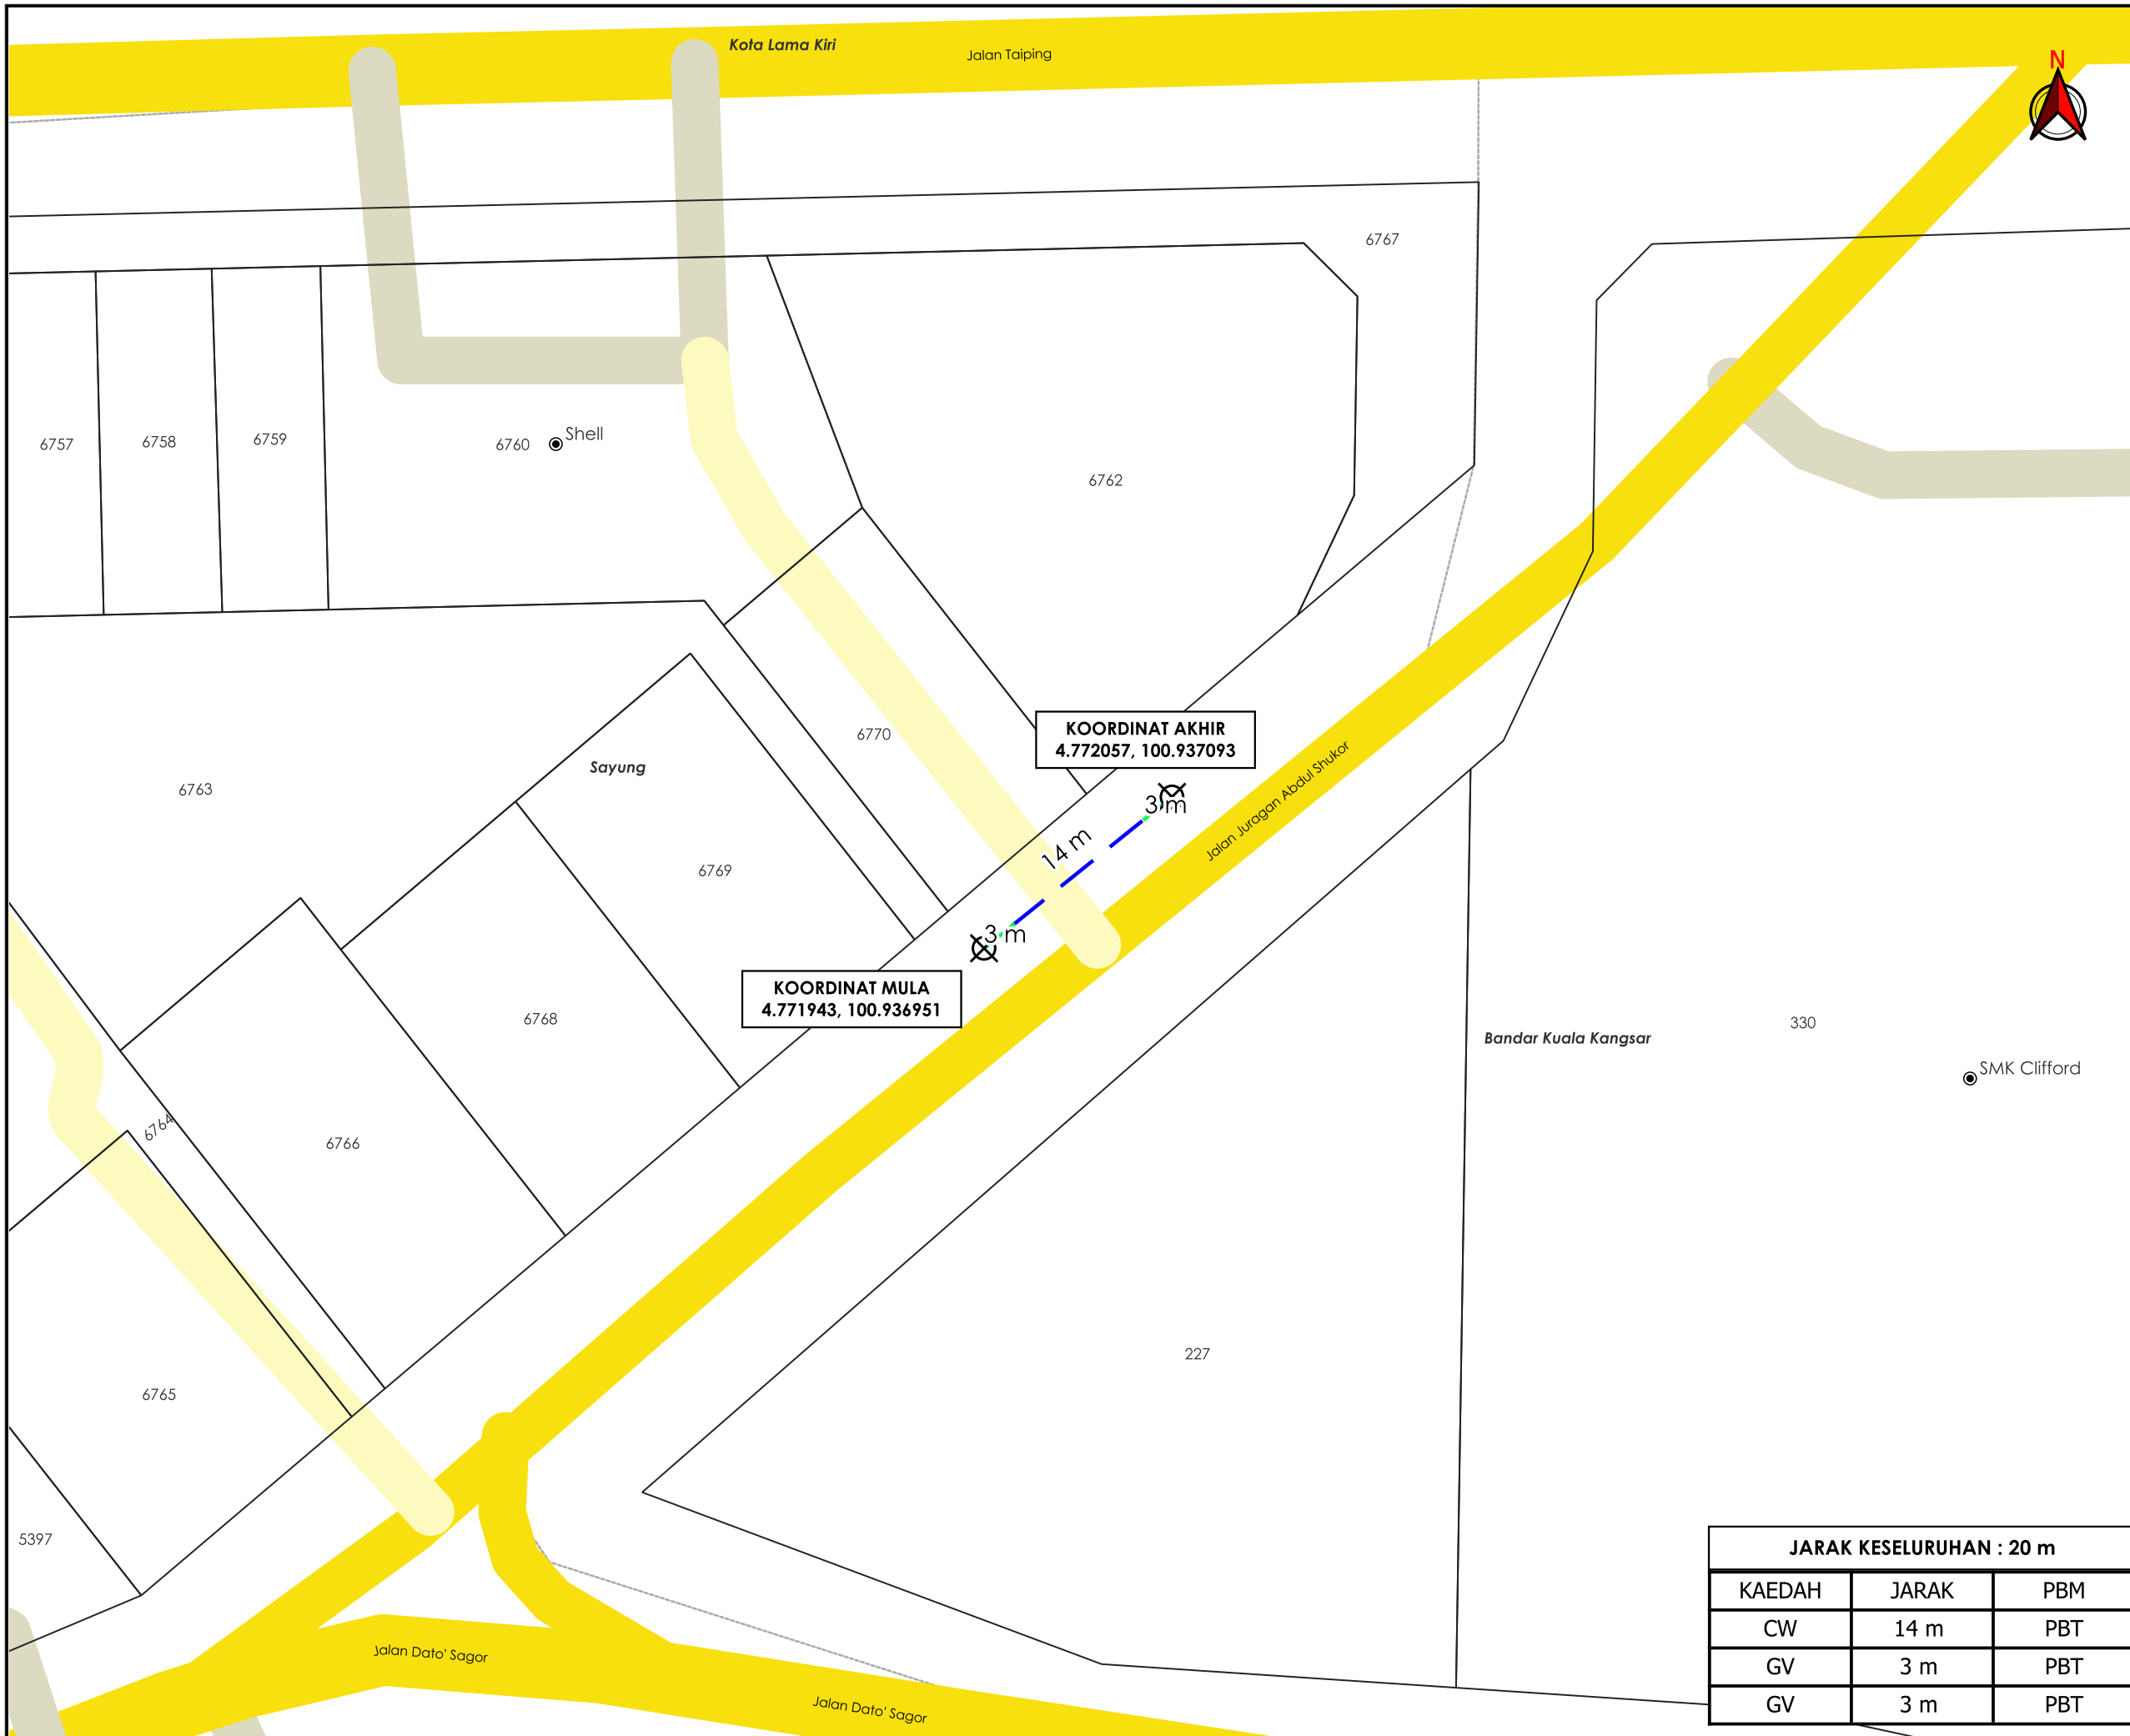 Kota Lama Kiri
Jalan Taiping
N
6767
6757
6758
6759
6760
Shell
6762
6770
KOORDINAT AKHIR
4.772057, 100.937093
Sayung
6763
Jalan Juragan Abdul Shukor
3 m
14 m
6769
3 m
KOORDINAT MULA
4.771943, 100.936951
6768
330
Bandar Kuala Kangsar
SMK Clifford
6764
6766
227
6765
5397
Jalan Dato' Sagor
Jalan Dato' Sagor
JARAK KESELURUHAN : 20 m
KAEDAH JARAK PBM
CW 14 m PBT
GV 3 m PBT
GV 3 m PBT